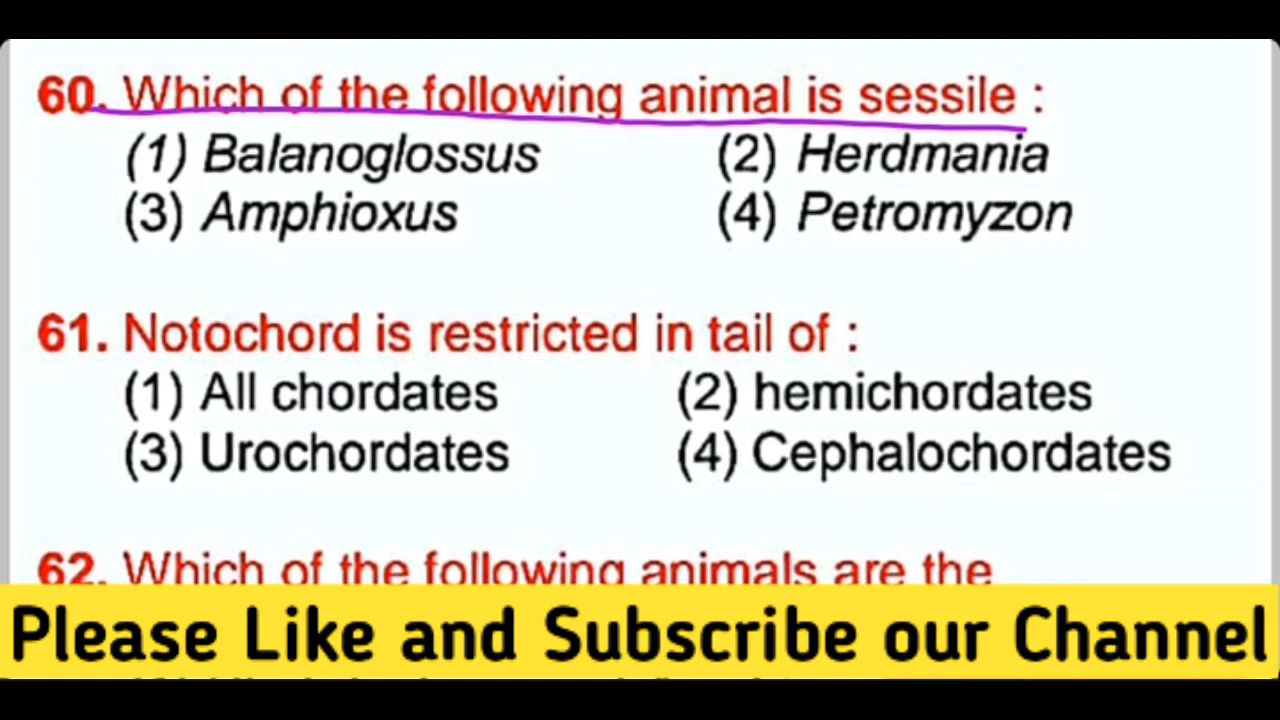 60. Which of the following animal is sessile :
(1) Balanoglossus (2) Herdmania
(3) Amphioxus (4) Petromyzon
61. Notochord is restricted in tail of :
(1) All chordates (2) hemichordates
(3) Urochordates (4) Cephalochordates
62. Which of the following animals are the
Please Like and Subscribe our Channel